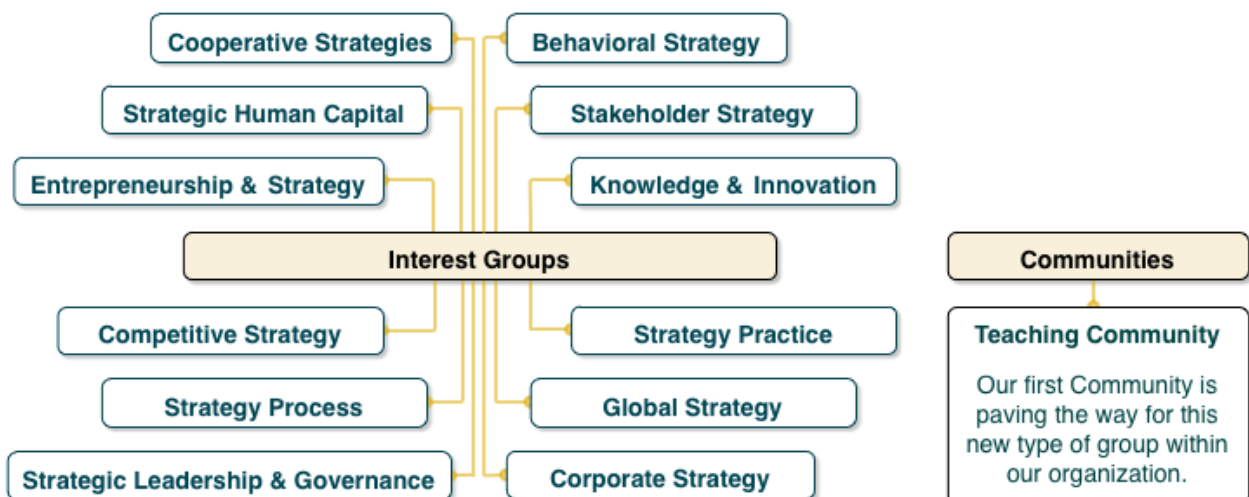 Cooperative Strategies
Behavioral Strategy
Strategic Human Capital
Stakeholder Strategy
Entrepreneurship & Strategy
Knowledge & Innovation
Interest Groups
Communities
Competitive Strategy
Strategy Practice
Strategy Process
Global Strategy
Strategic Leadership & Governance
Corporate Strategy
Teaching Community
Our first Community is
paving the way for this
new type of group within
our organization.